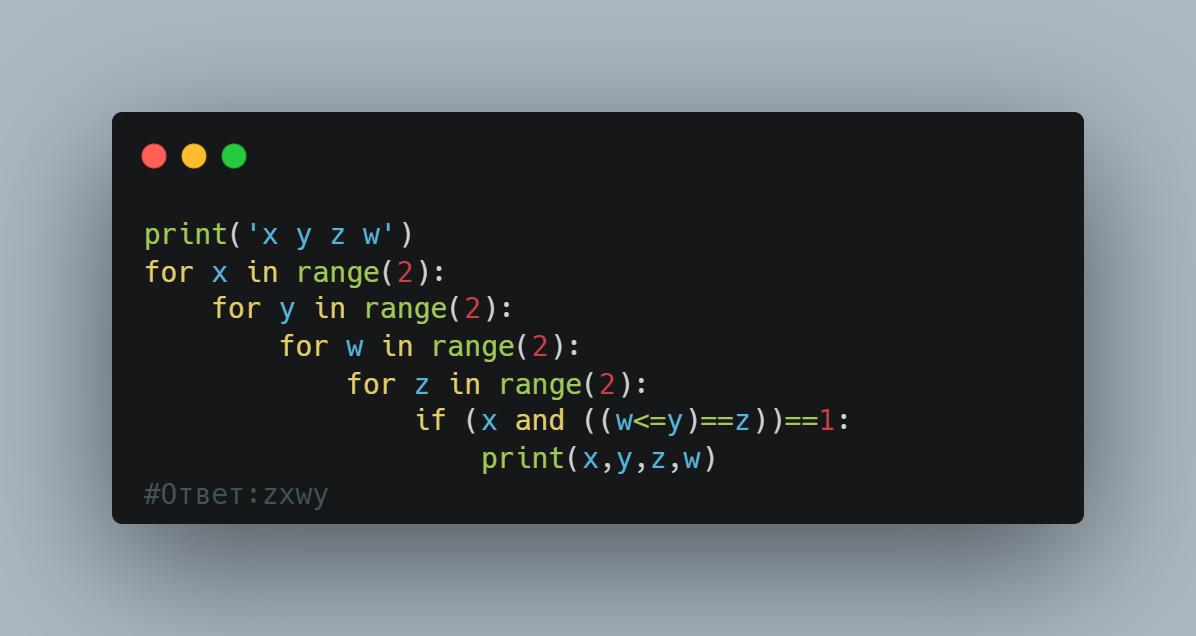 print('x y z w')
for x in range(2):
    for y in range(2):
        for w in range(2):
            for z in range(2):
                if (x and ((w<=y)==z))==1:
                    print(x,y,z,w)
#Ответ:zxwy